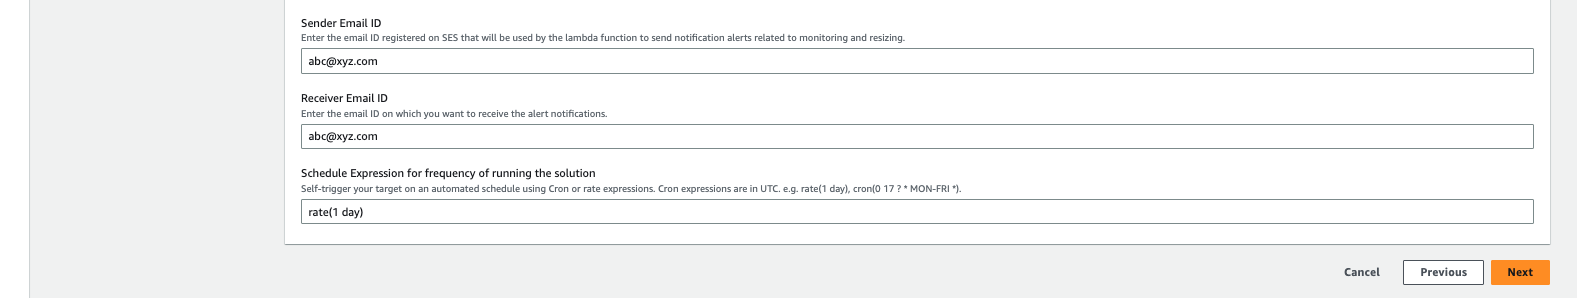 Sender Email ID
Enter the email ID registered on SES that will be used by the lambda function to send notification alerts related to monitoring and resizing.
abc@xyz.com
Receiver Email ID
Enter the email ID on which you want to receive the alert notifications.
abc@xyz.com
Schedule Expression for frequency of running the solution
Self-trigger your target on an automated schedule using Cron or rate expressions. Cron expressions are in UTC. e.g. rate(1 day), cron(0 17 ? * MON-FRI *).
rate(1 day)
Cancel Previous Next